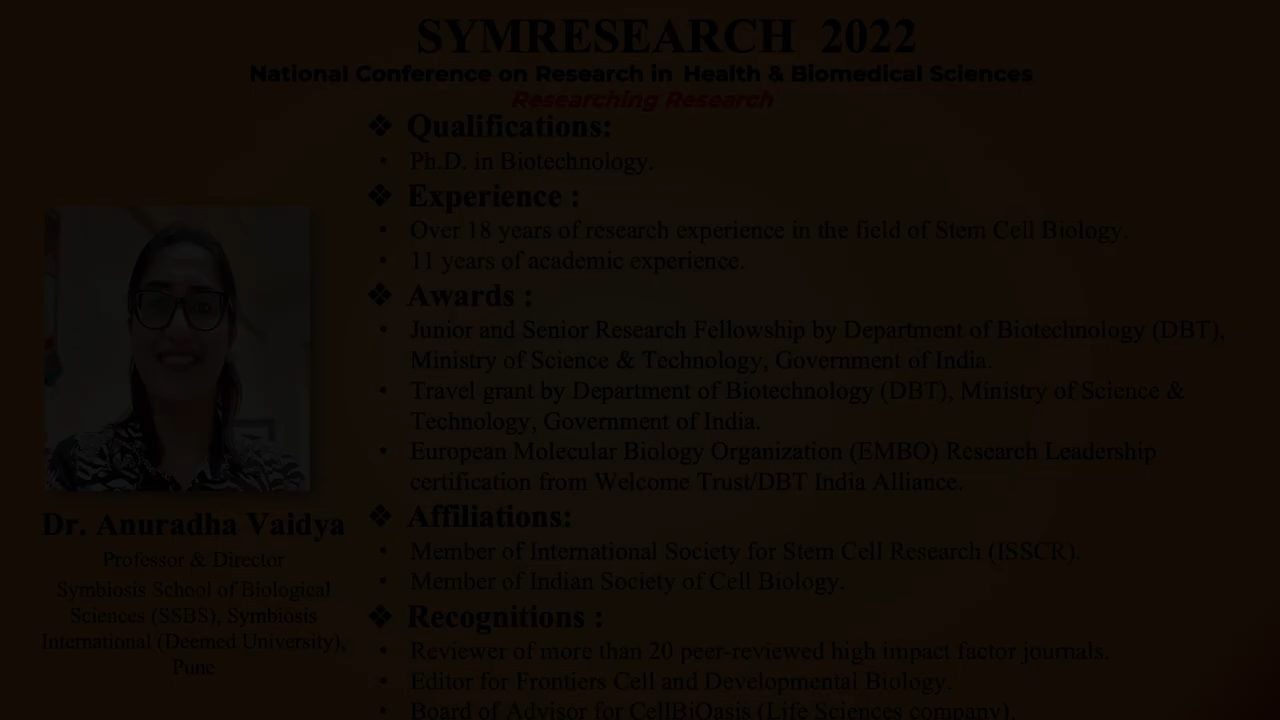 SYMRESEARCH 2022
National Conference on Research in Health & Biomedical Sciences
Researching Research
❖ Qualifications:
• Ph.D. in Biotechnology.
❖ Experience :
• Over 18 years of research experience in the field of Stem Cell Biology.
• 11 years of academic experience.
❖ Awards :
• Junior and Senior Research Fellowship by Department of Biotechnology (DBT),
Ministry of Science & Technology, Government of India.
• Travel grant by Department of Biotechnology (DBT), Ministry of Science &
Technology, Government of India.
• European Molecular Biology Organization (EMBO) Research Leadership
certification from Welcome Trust/DBT India Alliance.
❖ Affiliations:
• Member of International Society for Stem Cell Research (ISSCR).
• Member of Indian Society of Cell Biology.
❖ Recognitions :
• Reviewer of more than 20 peer-reviewed high impact factor journals.
• Editor for Frontiers Cell and Developmental Biology.
• Board of Advisor for CellBiOasis (Life Sciences company).
Dr. Anuradha Vaidya
Professor & Director
Symbiosis School of Biological
Sciences (SSBS), Symbiosis
International (Deemed University),
Pune